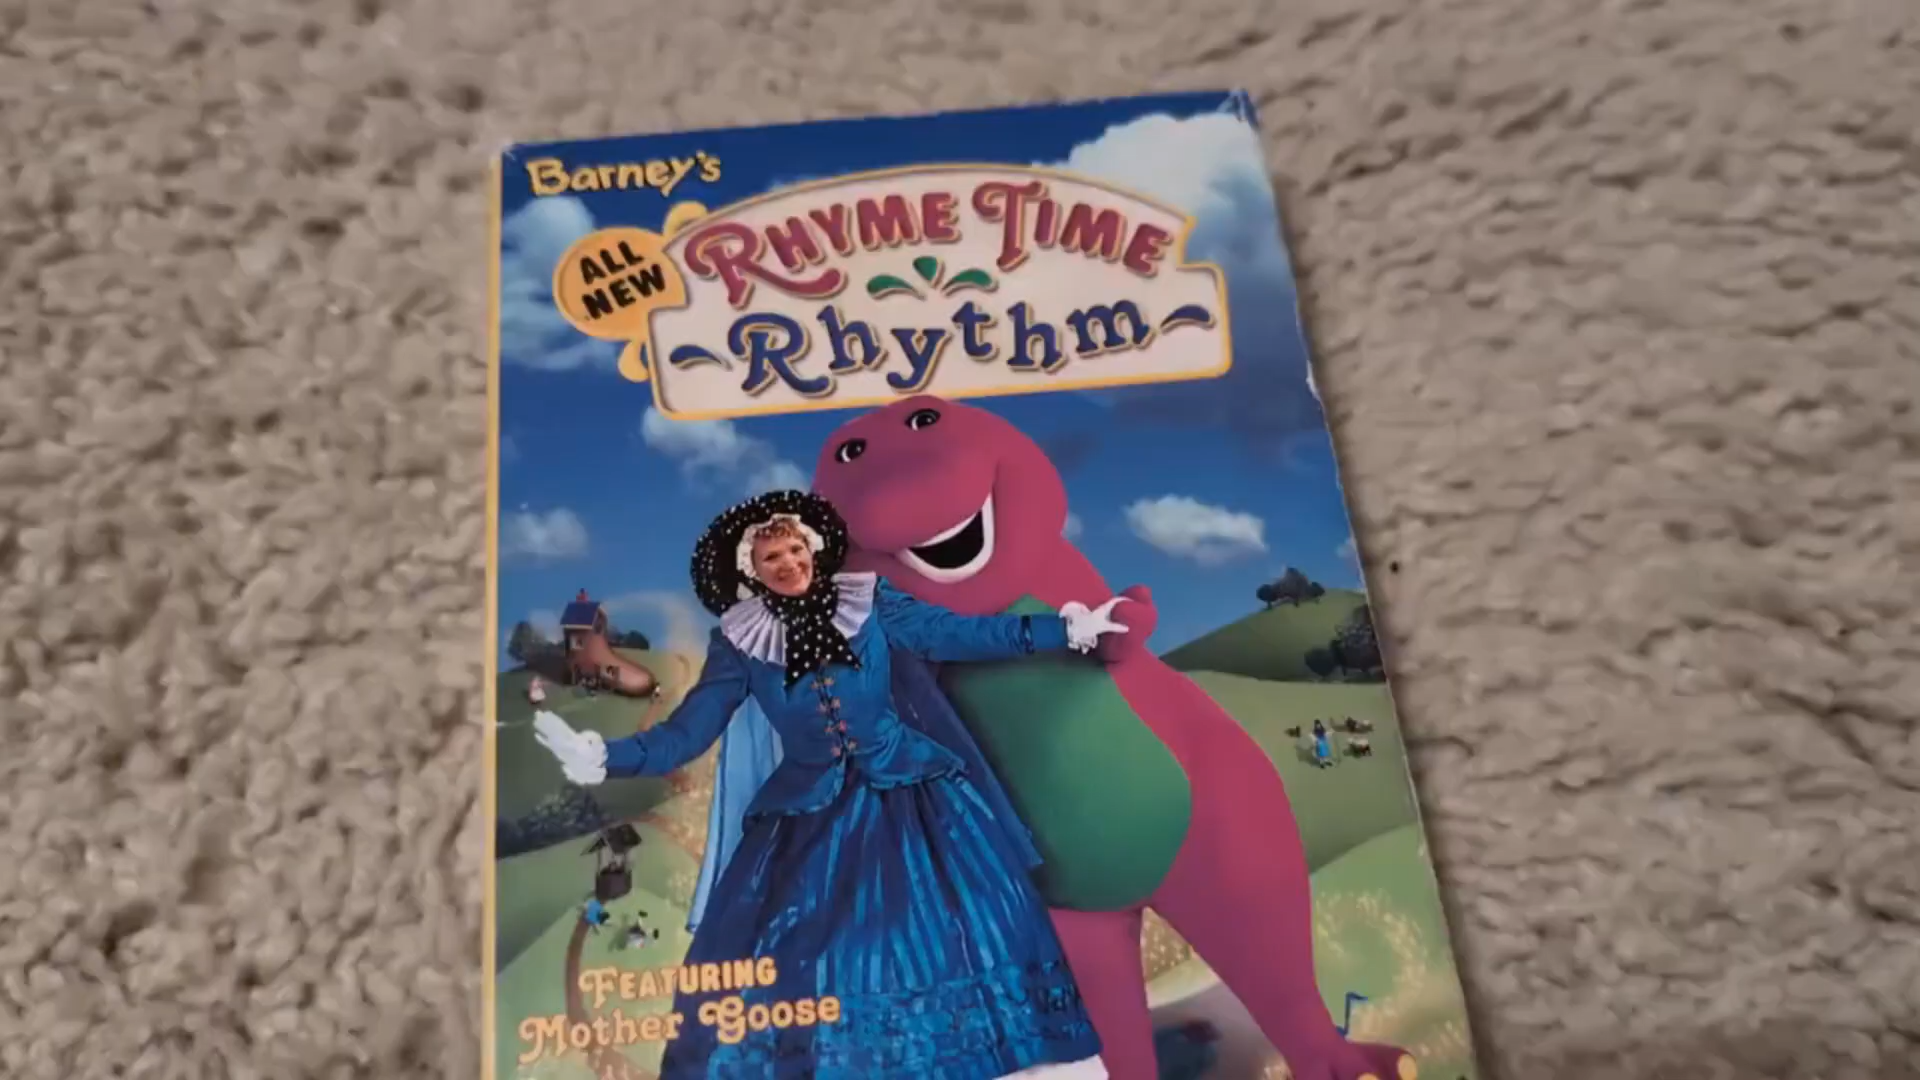 Barney's
ALL
NEW
RHYME TIME
Rhythm
FEATURING
Mother Goose